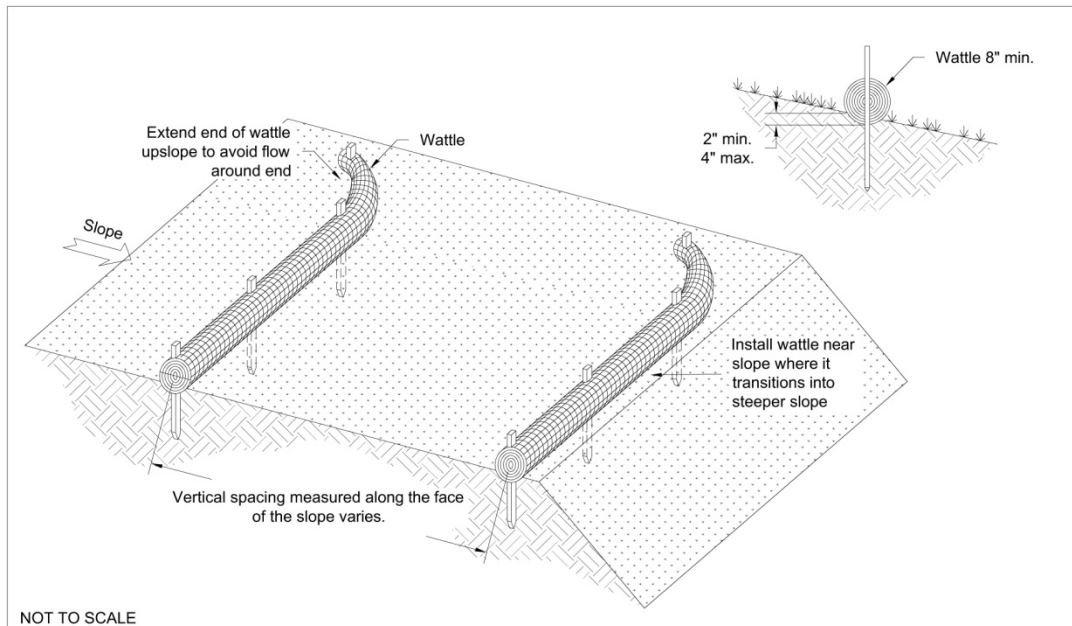 Wattle 8" min.
2" min.
4" max.
Extend end of wattle
upslope to avoid flow
around end
Wattle
Slope
Install wattle near
slope where it
transitions into
steeper slope
Vertical spacing measured along the face
of the slope varies.
NOT TO SCALE